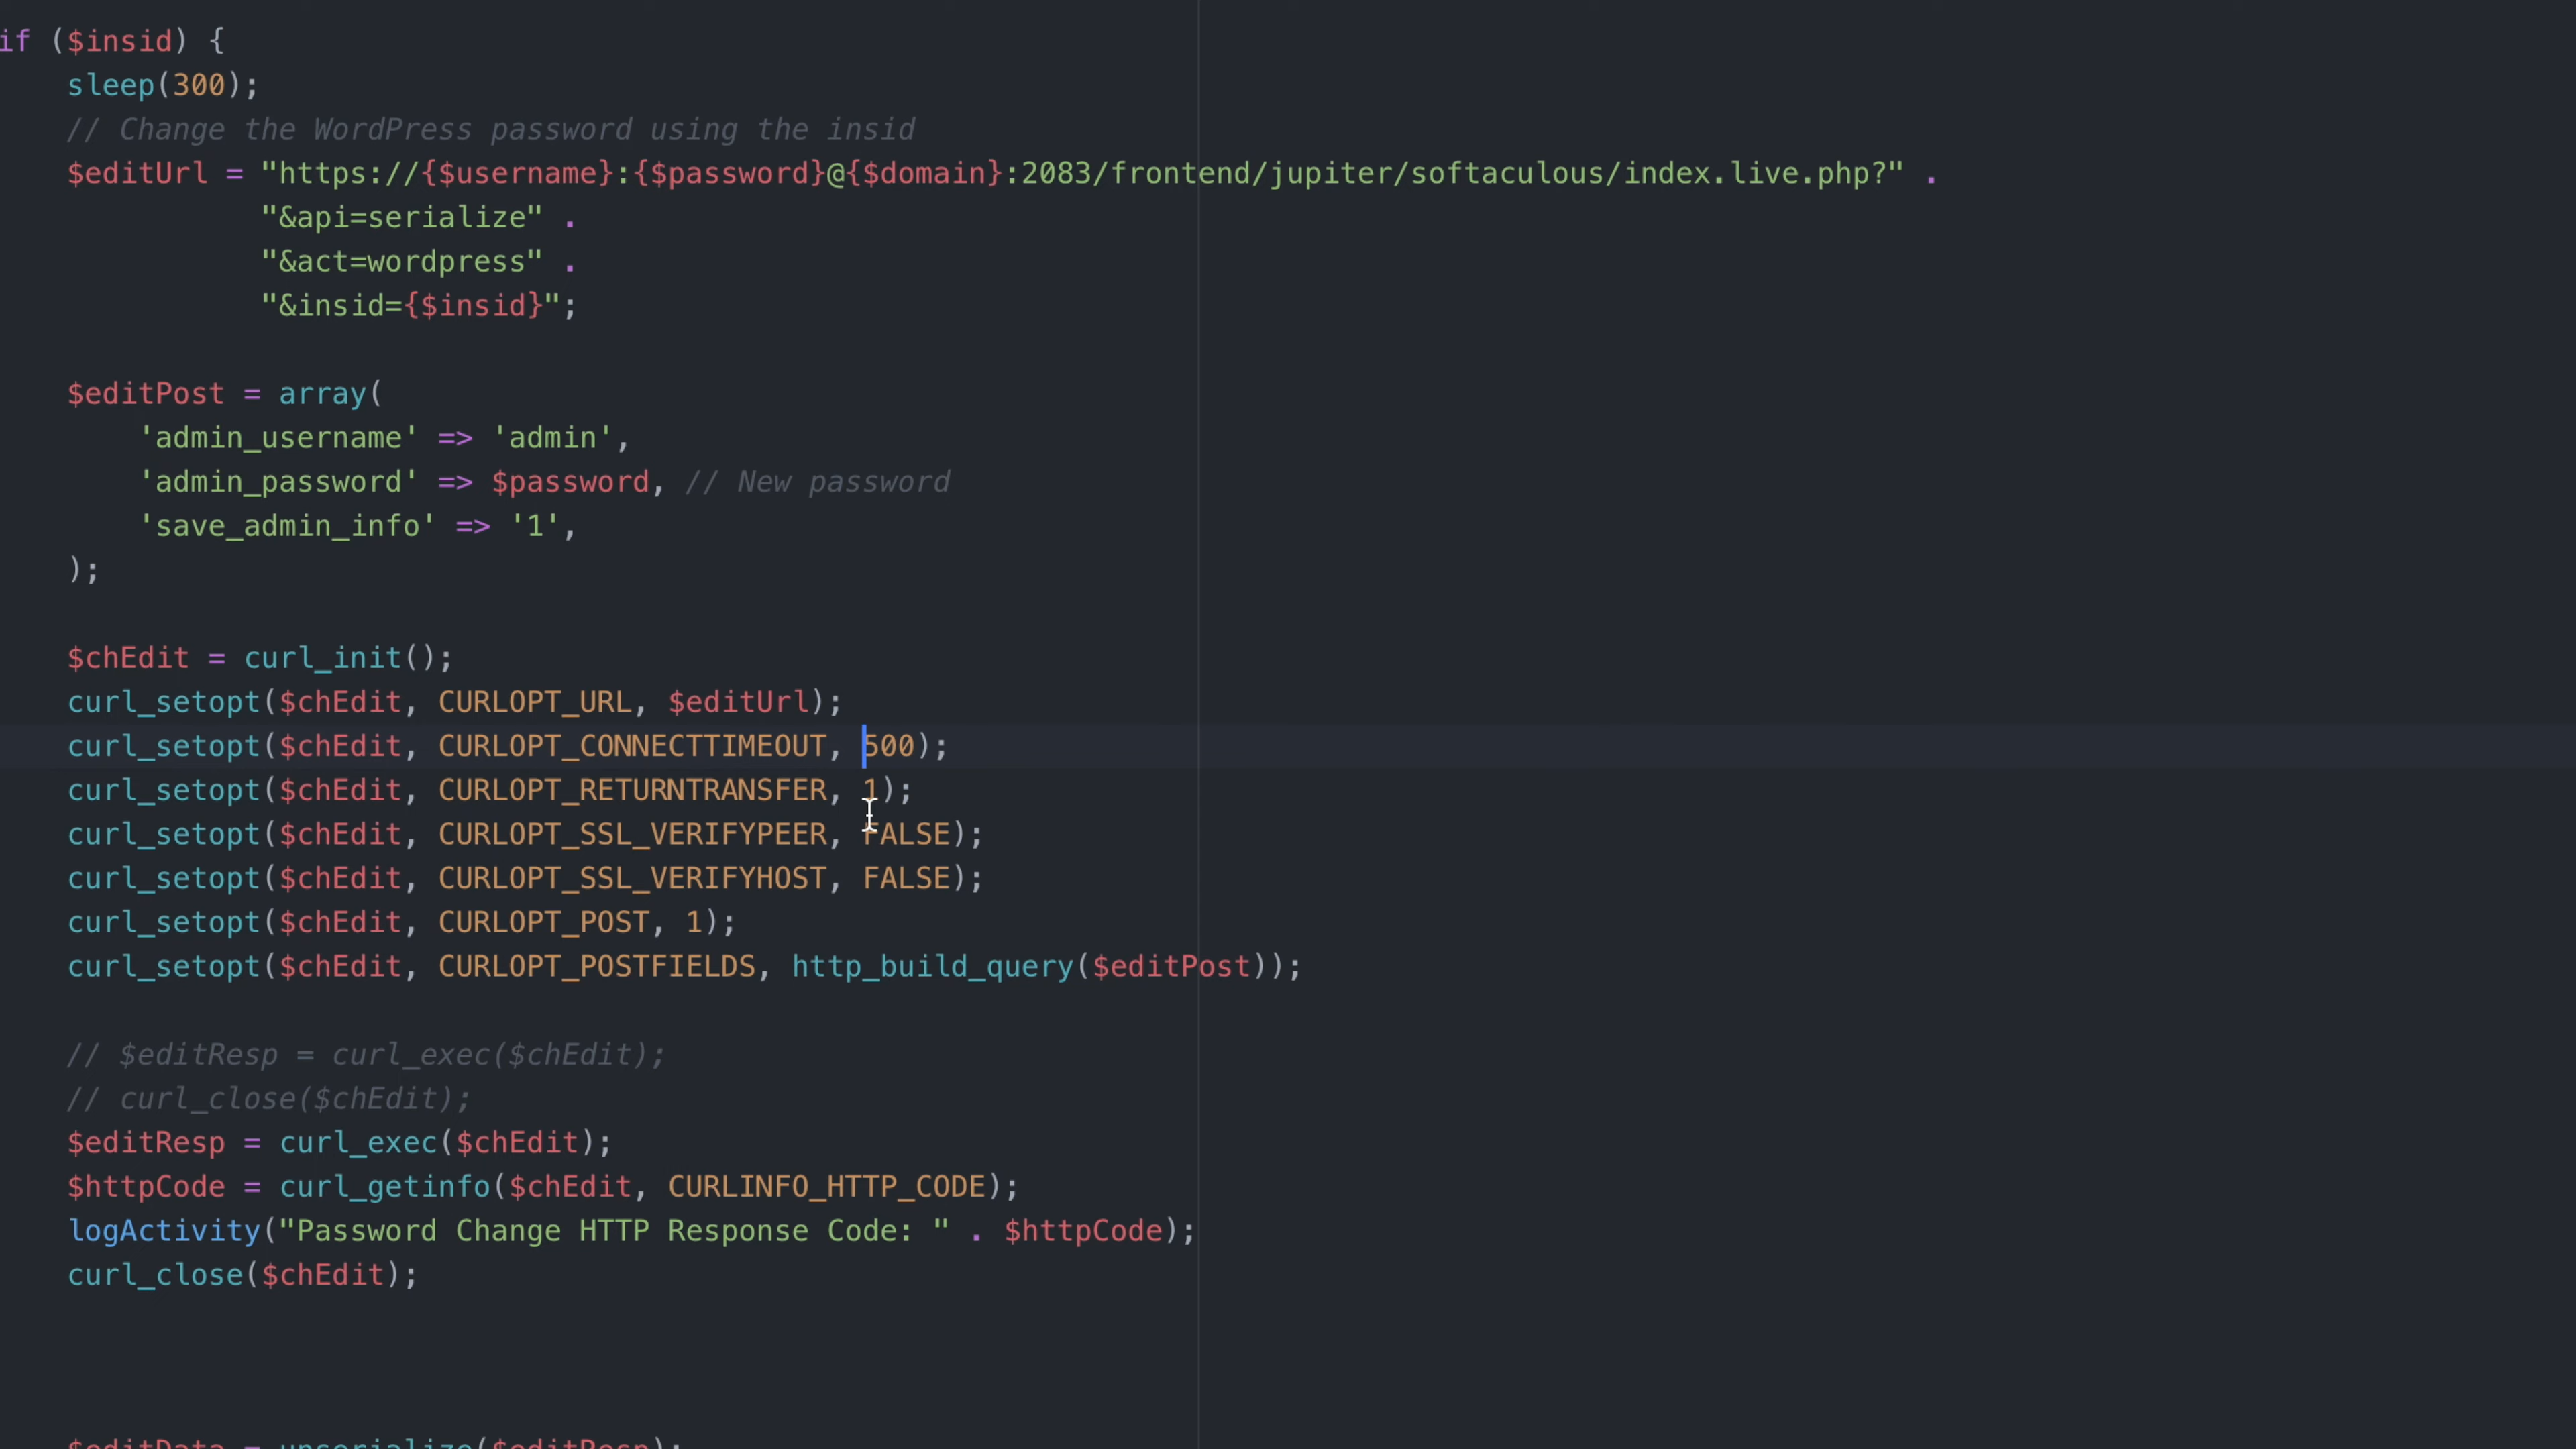 if ($insid) {
sleep(300);
// Change the WordPress password using the insid
$editUrl = "https://{$username}:{$password}@{$domain}:2083/frontend/jupiter/softaculous/index.live.php?" .
"&api=serialize" .
"&act=wordpress" .
"&insid={$insid}";
$editPost = array(
'admin_username' => 'admin',
'admin_password' => $password, // New password
'save_admin_info' => '1',
);
$chEdit = curl_init();
curl_setopt($chEdit, CURLOPT_URL, $editUrl);
curl_setopt($chEdit, CURLOPT_CONNECTTIMEOUT, 500);
curl_setopt($chEdit, CURLOPT_RETURNTRANSFER, 1);
curl_setopt($chEdit, CURLOPT_SSL_VERIFYPEER, FALSE);
curl_setopt($chEdit, CURLOPT_SSL_VERIFYHOST, FALSE);
curl_setopt($chEdit, CURLOPT_POST, 1);
curl_setopt($chEdit, CURLOPT_POSTFIELDS, http_build_query($editPost));
// $editResp = curl_exec($chEdit);
// curl_close($chEdit);
$editResp = curl_exec($chEdit);
$httpCode = curl_getinfo($chEdit, CURLINFO_HTTP_CODE);
logActivity("Password Change HTTP Response Code: " . $httpCode);
curl_close($chEdit);
$editData = unserialize($editResp);